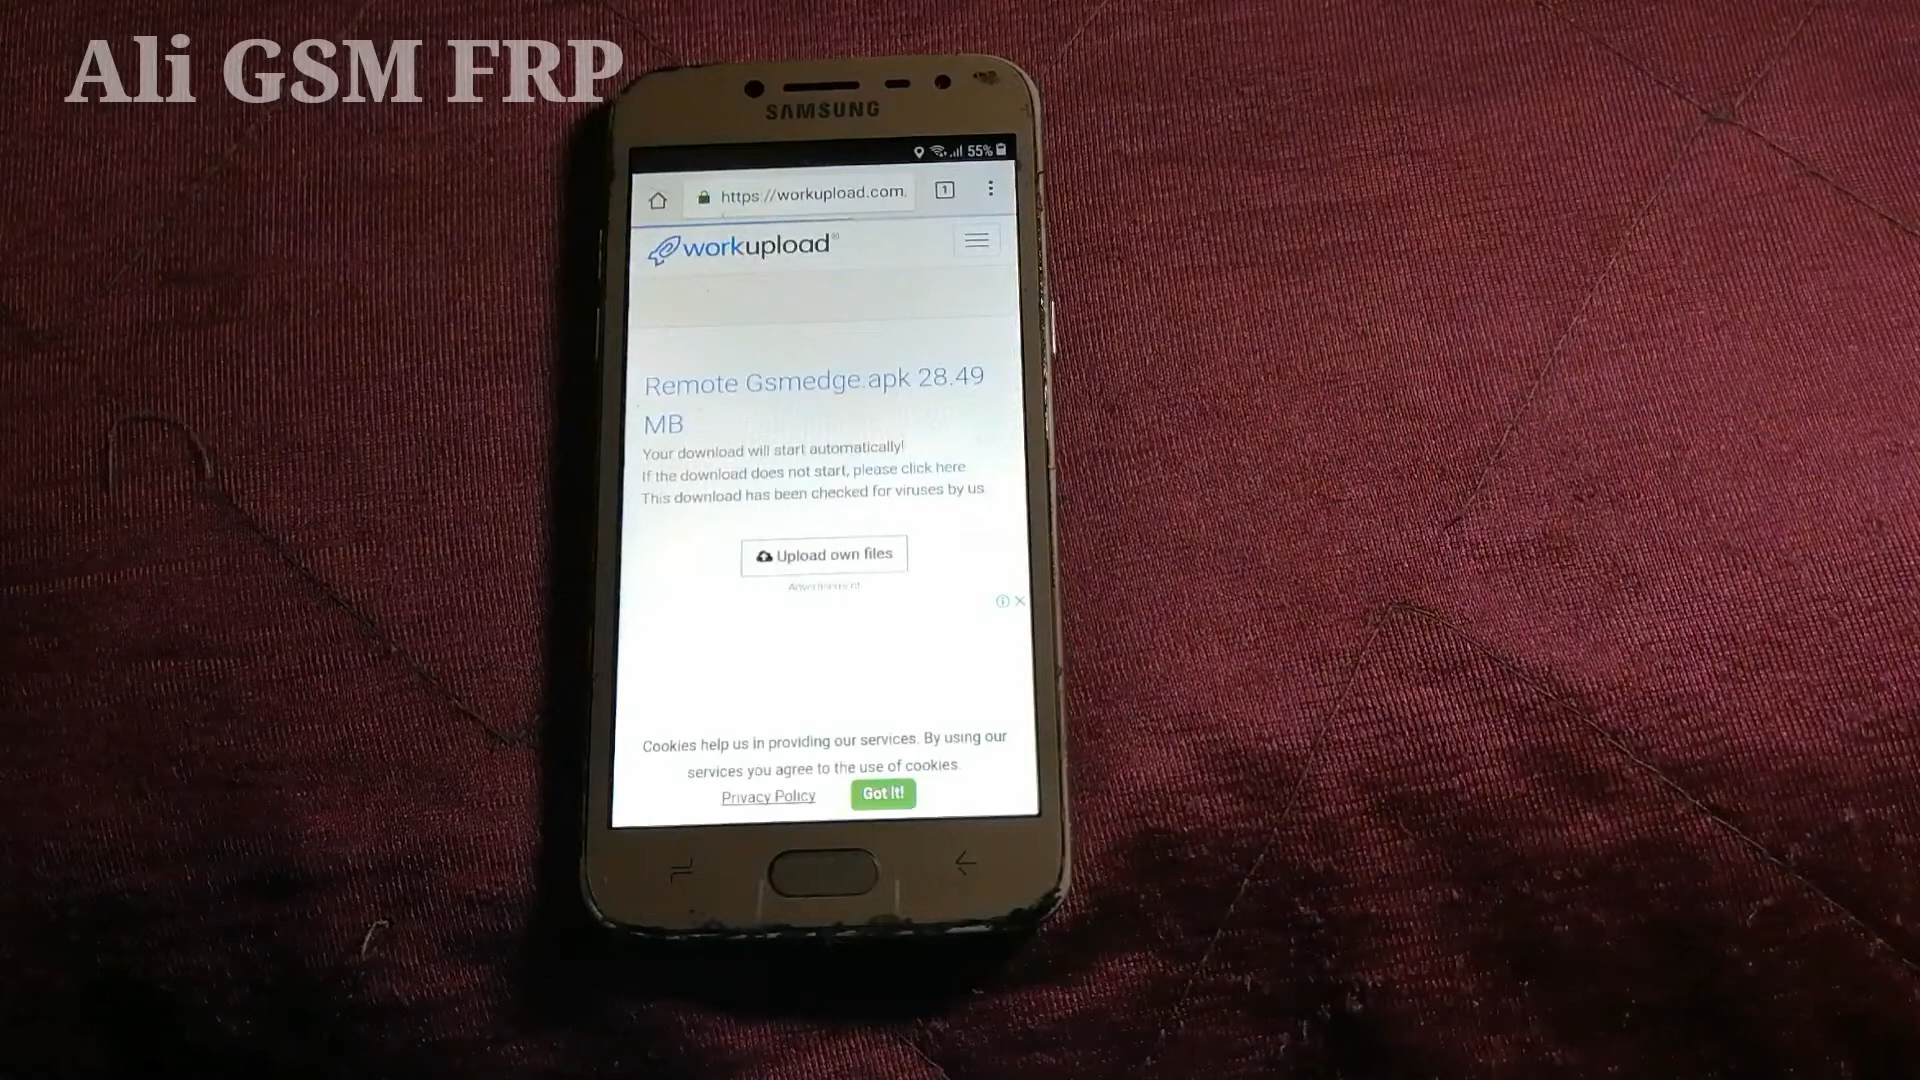 Ali GSM FRP
SAMSUNG
55%
https://workupload.com
1
workupload
Remote Gsmedge.apk 28.49
MB
Your download will start automatically!
If the download does not start, please click here
This download has been checked for viruses by us
Upload own files
Advertisement
Cookies help us in providing our services. By using our
services you agree to the use of cookies.
Privacy Policy
Got it!